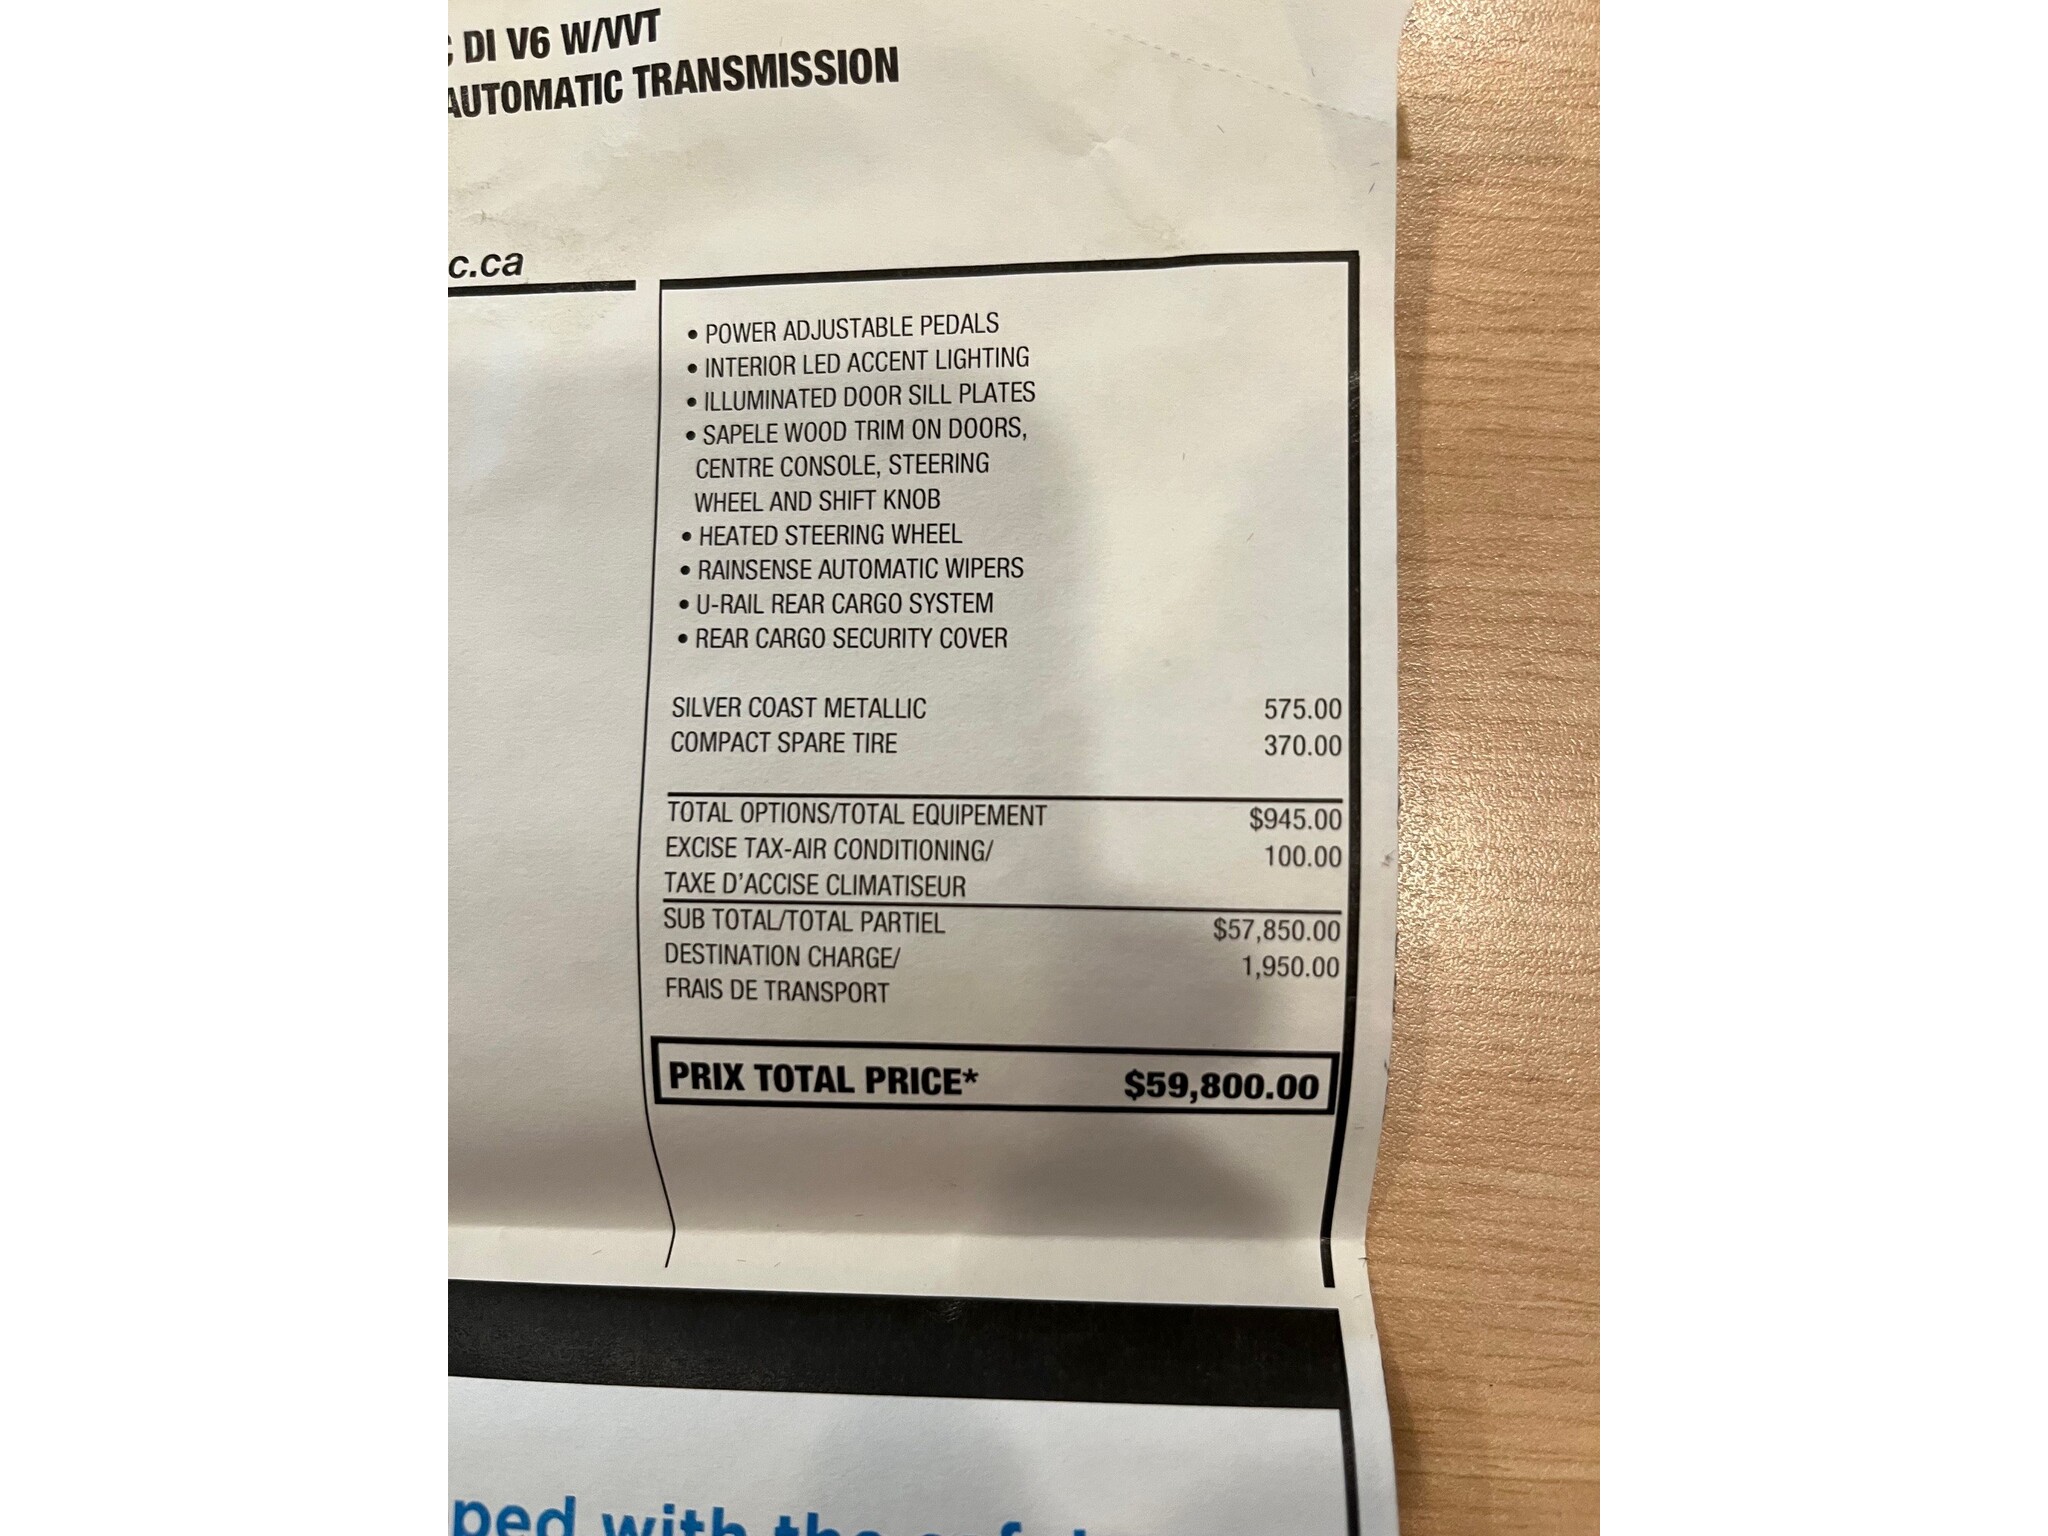 DI V6 W/VVT
AUTOMATIC TRANSMISSION
c.ca
• POWER ADJUSTABLE PEDALS
• INTERIOR LED ACCENT LIGHTING
• ILLUMINATED DOOR SILL PLATES
• SAPELE WOOD TRIM ON DOORS,
CENTRE CONSOLE, STEERING
WHEEL AND SHIFT KNOB
• HEATED STEERING WHEEL
• RAINSENSE AUTOMATIC WIPERS
• U-RAIL REAR CARGO SYSTEM
• REAR CARGO SECURITY COVER
SILVER COAST METALLIC 575.00
COMPACT SPARE TIRE 370.00
TOTAL OPTIONS/TOTAL EQUIPEMENT $945.00
EXCISE TAX-AIR CONDITIONING/ 100.00
TAXE D'ACCISE CLIMATISEUR
SUB TOTAL/TOTAL PARTIEL $57,850.00
DESTINATION CHARGE/ 1,950.00
FRAIS DE TRANSPORT
PRIX TOTAL PRICE* $59,800.00
ped with the